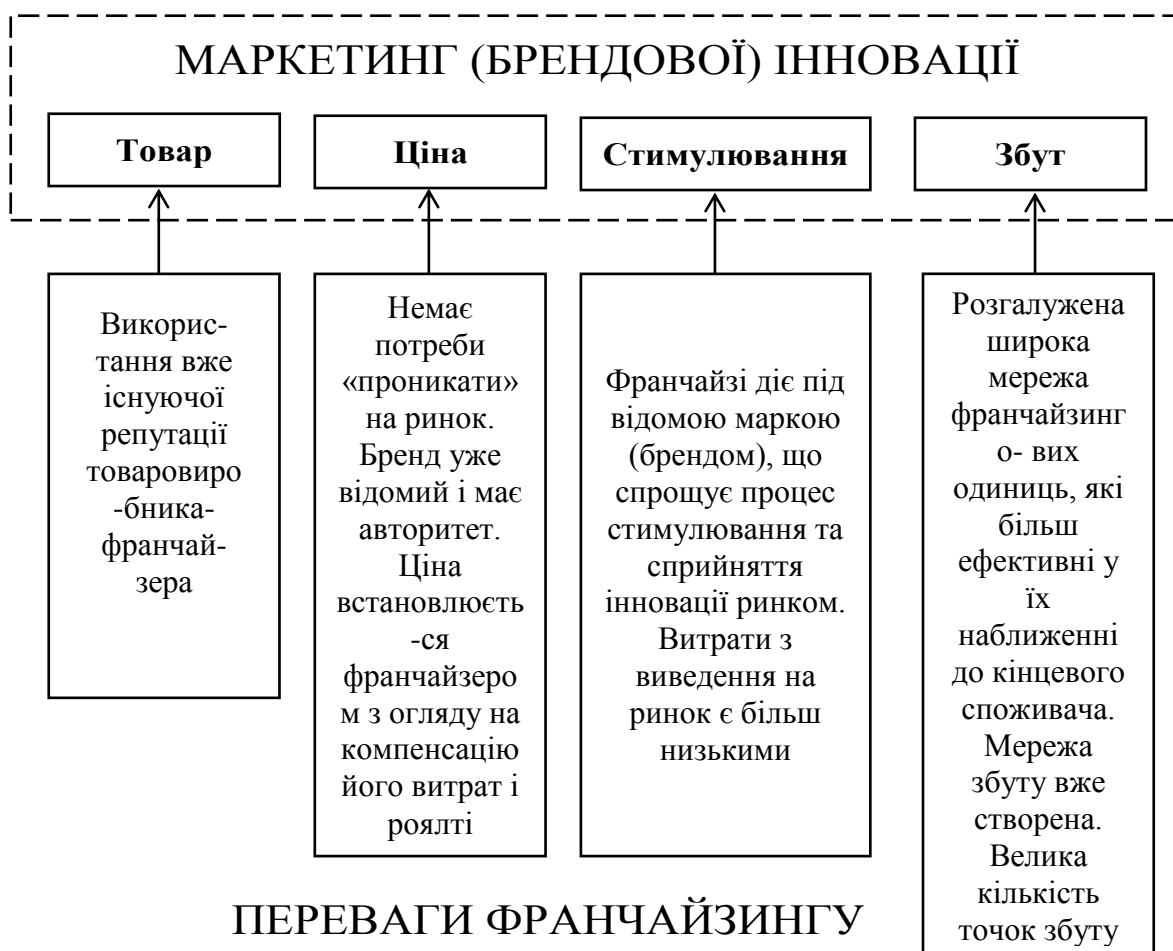 МАРКЕТИНГ (БРЕНДОВОЇ) ІННОВАЦІЇ
Товар
Ціна
Стимулювання
Збут
Використання-
тання вже
існуючої
репутації
товаровиро
-бника-
франчай-
зера
Немає
потреби
«проникати»
на ринок.
Бренд уже
відомий і має
авторитет.
Ціна
встановлюєть
-ся
франчайзеро
м з огляду на
компенсацію
його витрат і
роялті
Франчайзі діє під
відомою маркою
(брендом), що
спрощує процес
стимулювання та
сприйняття
інновації ринком.
Витрати з
виведення на
ринок є більш
низькими
Розгалужена
широка
мережа
франчайзинг
о- вих
одиниць, які
більш
ефективні у
їх
наближенні
до кінцевого
споживача.
Мережа
збуту вже
створена.
Велика
кількість
точок збуту
ПЕРЕВАГИ ФРАНЧАЙЗИНГУ